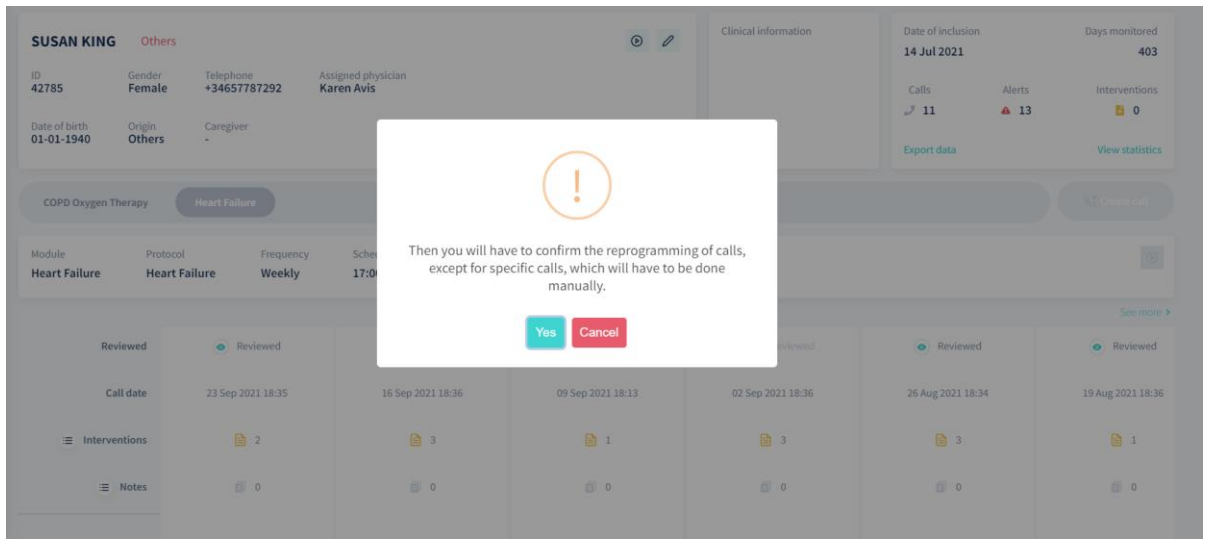 SUSAN KING Others
Clinical information
Date of inclusion Days monitored
14 Jul 2021 403
ID Gender Telephone Assigned physician
42785 Female +34657787292 Karen Avis
Calls Alerts Interventions
11 13 0
Date of birth Origin Caregiver
01-01-1940 Others -
Export data View statistics
COPD Oxygen Therapy Heart Failure Create call
Module Protocol Frequency
Heart Failure Heart Failure Weekly 17:0
Then you will have to confirm the reprogramming of calls,
except for specific calls, which will have to be done
manually.
Yes Cancel
See more >
Reviewed Reviewed Reviewed Reviewed
Call date 23 Sep 2021 18:35 16 Sep 2021 18:36 09 Sep 2021 18:13 02 Sep 2021 18:36 26 Aug 2021 18:34 19 Aug 2021 18:36
Interventions 2 3 1 3 3 1
Notes 0 0 0 0 0 0